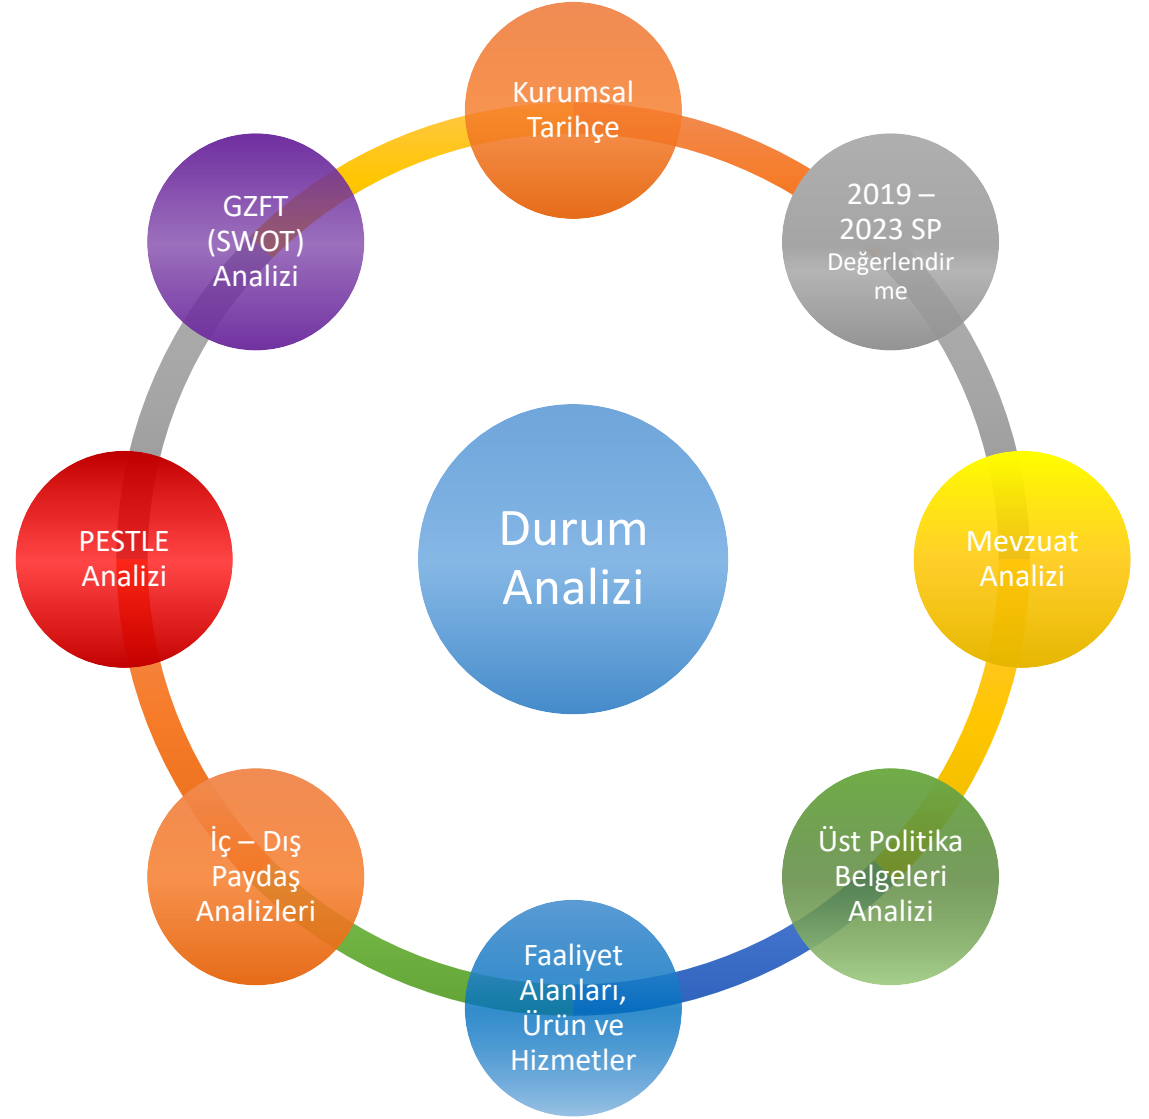 Kurumsal
Tarihçe
2019 –
2023 SP
Değerlendir
me
Mevzuat
Analizi
Üst Politika
Belgeleri
Analizi
Faaliyet
Alanları,
Ürün ve
Hizmetler
İç – Dış
Paydaş
Analizleri
PESTLE
Analizi
GZFT
(SWOT)
Analizi
Durum
Analizi